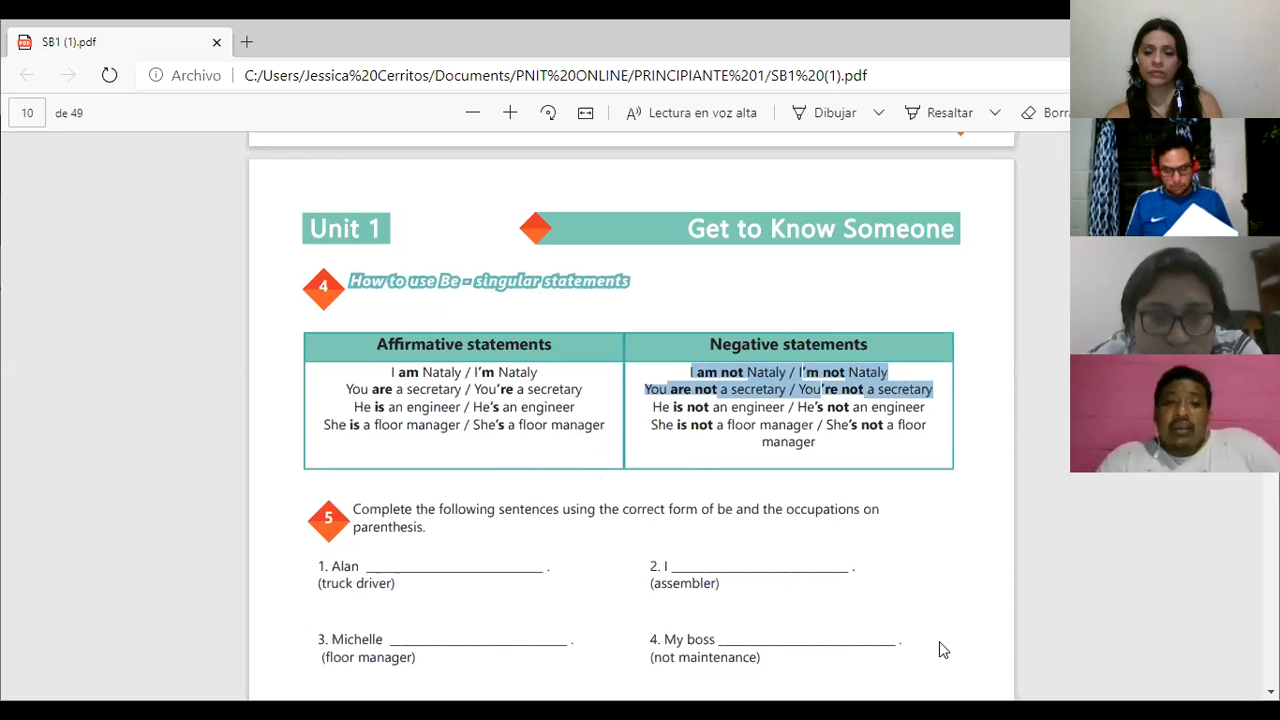 SB1 (1).pdf
Archivo C:/Users/Jessica%20Cerritos/Documents/PNIT%20ONLINE/PRINCIPIANTE%201/SB1%20(1).pdf
10 de 49 Lectura en voz alta Dibujar Resaltar Borra
Unit 1 Get to Know Someone
4 How to use Be - singular statements
Affirmative statements
I am Nataly / I'm Nataly
You are a secretary / You're a secretary
He is an engineer / He's an engineer
She is a floor manager / She's a floor manager
Negative statements
I am not Nataly / I'm not Nataly
You are not a secretary / You're not a secretary
He is not an engineer / He's not an engineer
She is not a floor manager / She's not a floor
manager
5 Complete the following sentences using the correct form of be and the occupations on
parenthesis.
1. Alan ________________________ .
(truck driver)
2. I ________________________ .
(assembler)
3. Michelle ________________________ .
(floor manager)
4. My boss ________________________ .
(not maintenance)